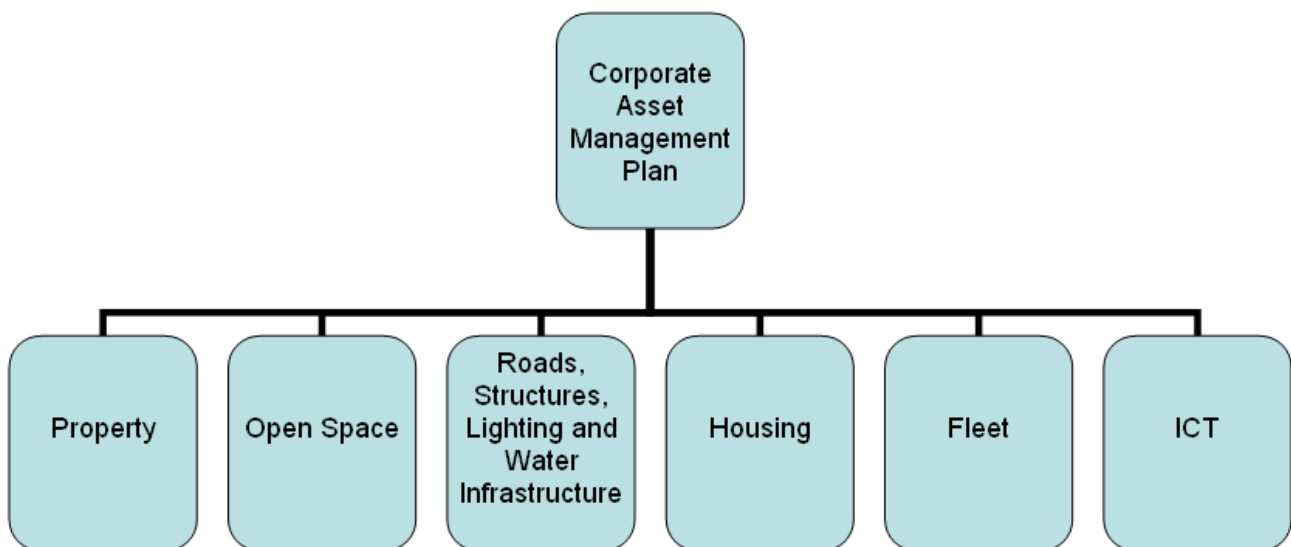 Corporate
Asset
Management
Plan
Property
Open Space
Roads,
Structures,
Lighting and
Water
Infrastructure
Housing
Fleet
ICT